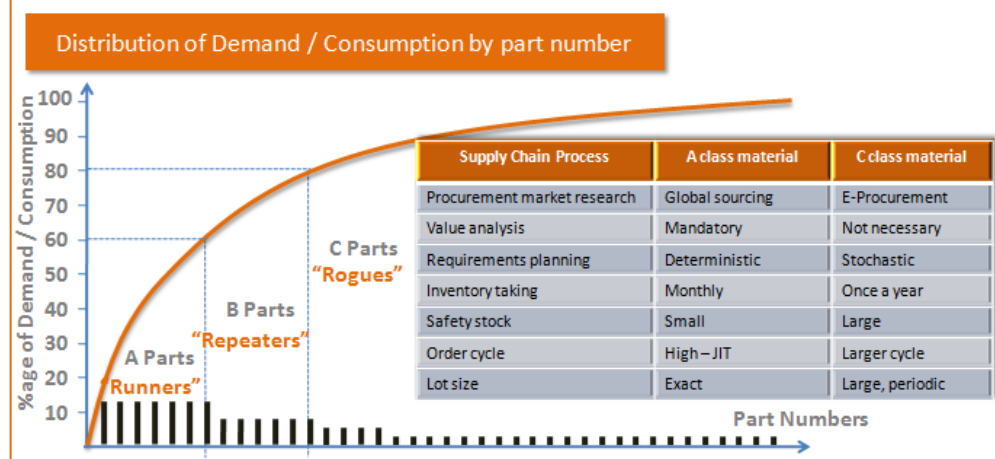 Distribution of Demand / Consumption by part number
%age of Demand / Consumption
100
90
80
70
60
50
40
30
20
10
A Parts
“Runners”
B Parts
“Repeaters”
C Parts
“Rogues”
Supply Chain Process A class material C class material
Procurement market research Global sourcing E-Procurement
Value analysis Mandatory Not necessary
Requirements planning Deterministic Stochastic
Inventory taking Monthly Once a year
Safety stock Small Large
Order cycle High – JIT Larger cycle
Lot size Exact Large, periodic
Part Numbers